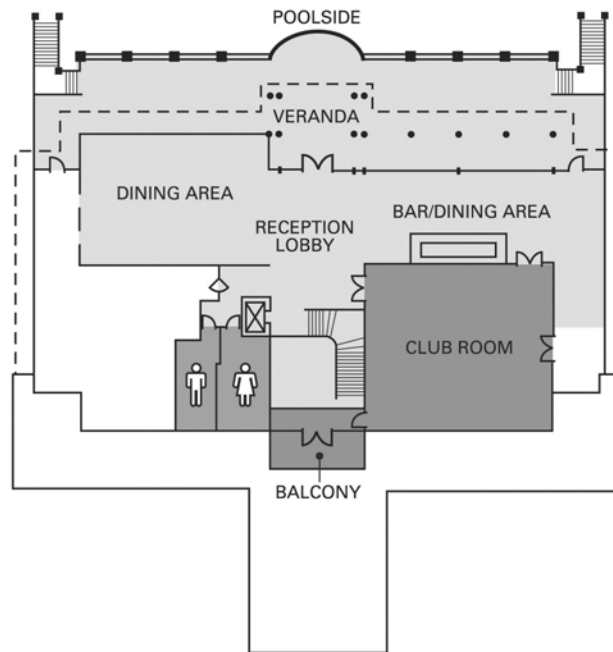 POOLSIDE
VERANDA
DINING AREA
RECEPTION
LOBBY
BAR/DINING AREA
CLUB ROOM
BALCONY